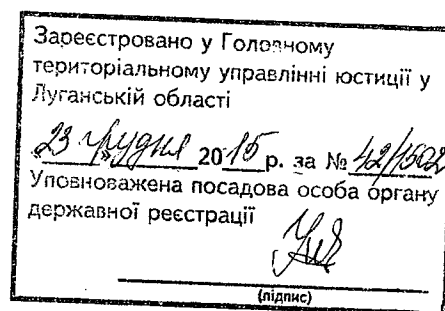 Зареєстровано у Головному
територіальному управлінні юстиції у
Луганській області
«23» грудня 2015 р. за № 42/1502
Уповноважена посадова особа органу
державної реєстрації
(підпис)